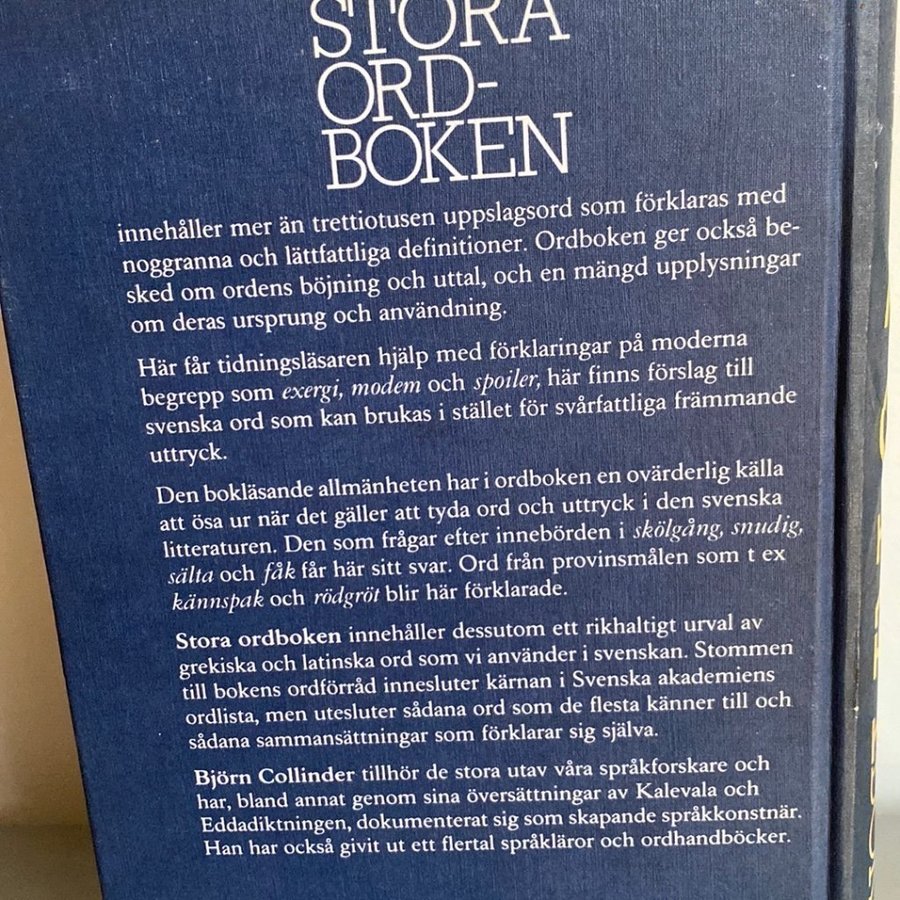 STORA
ORD-
BOKEN
innehåller mer än trettiotusen uppslagsord som förklaras med
noggranna och lättfattliga definitioner. Ordboken ger också be-
sked om ordens böjning och uttal, och en mängd upplysningar
om deras ursprung och användning.
Här får tidningsläsaren hjälp med förklaringar på moderna
begrepp som exergi, modem och spoiler, här finns förslag till
svenska ord som kan brukas i stället för svårfattliga främmande
uttryck.
Den bokläsande allmänheten har i ordboken en ovärderlig källa
att ösa ur när det gäller att tyda ord och uttryck i den svenska
litteraturen. Den som frågar efter innebörden i skölgång, snudig,
sälta och fåk får här sitt svar. Ord från provinsmålen som t ex
kännspak och rödgröt blir här förklarade.
Stora ordboken innehåller dessutom ett rikhaltigt urval av
grekiska och latinska ord som vi använder i svenskan. Stommen
till bokens ordförråd innesluter kärnan i Svenska akademiens
ordlista, men utesluter sådana ord som de flesta känner till och
sådana sammansättningar som förklarar sig själva.
Björn Collinder tillhör de stora utav våra språkforskare och
har, bland annat genom sina översättningar av Kalevala och
Eddadiktningen, dokumenterat sig som skapande språkkonstnär.
Han har också givit ut ett flertal språkläror och ordhandböcker.